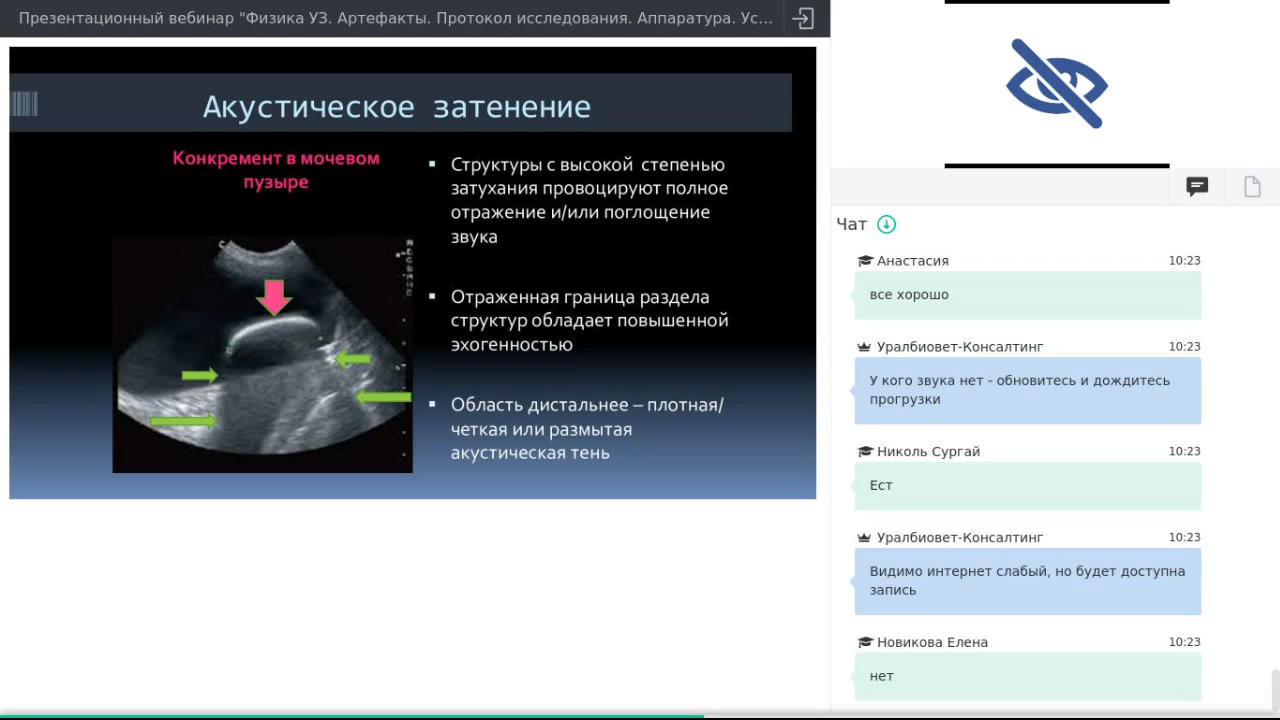 Презентационный вебинар "Физика УЗ. Артефакты. Протокол исследования. Аппаратура. Ус...
Акустическое затенение
Конкремент в мочевом
пузыре
Структуры с высокой степенью
затухания провоцируют полное
отражение и/или поглощение
звука
Отраженная граница раздела
структур обладает повышенной
эхогенностью
Область дистальнее – плотная/
четкая или размытая
акустическая тень
Чат
Анастасия 10:23
все хорошо
Уралбиовет-Консалтинг 10:23
У кого звука нет - обновитесь и дождитесь
прогрузки
Николь Сургай 10:23
Ест
Уралбиовет-Консалтинг 10:23
Видимо интернет слабый, но будет доступна
запись
Новикова Елена 10:23
нет